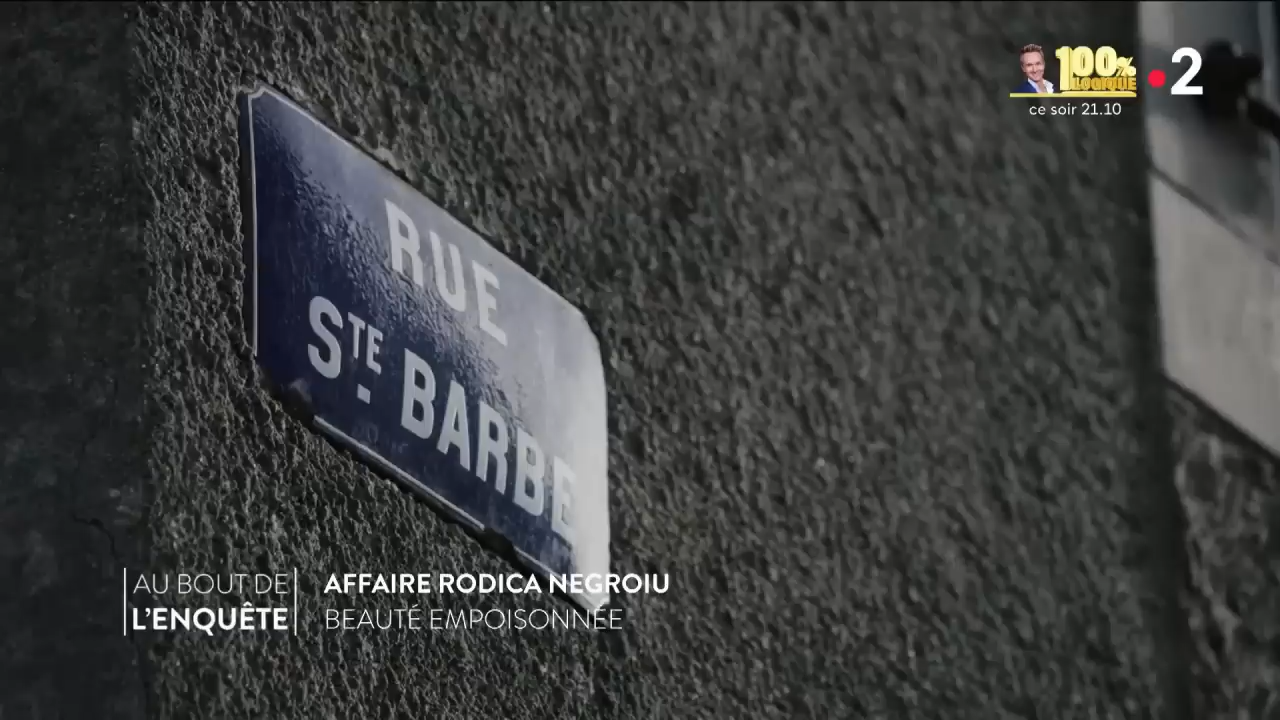 100%
LOGIQUE
2
ce soir 21.10
RUE
STE BARBE
AU BOUT DE
L'ENQUÊTE
AFFAIRE RODICA NEGROIU
BEAUTÉ EMPOISONNÉE